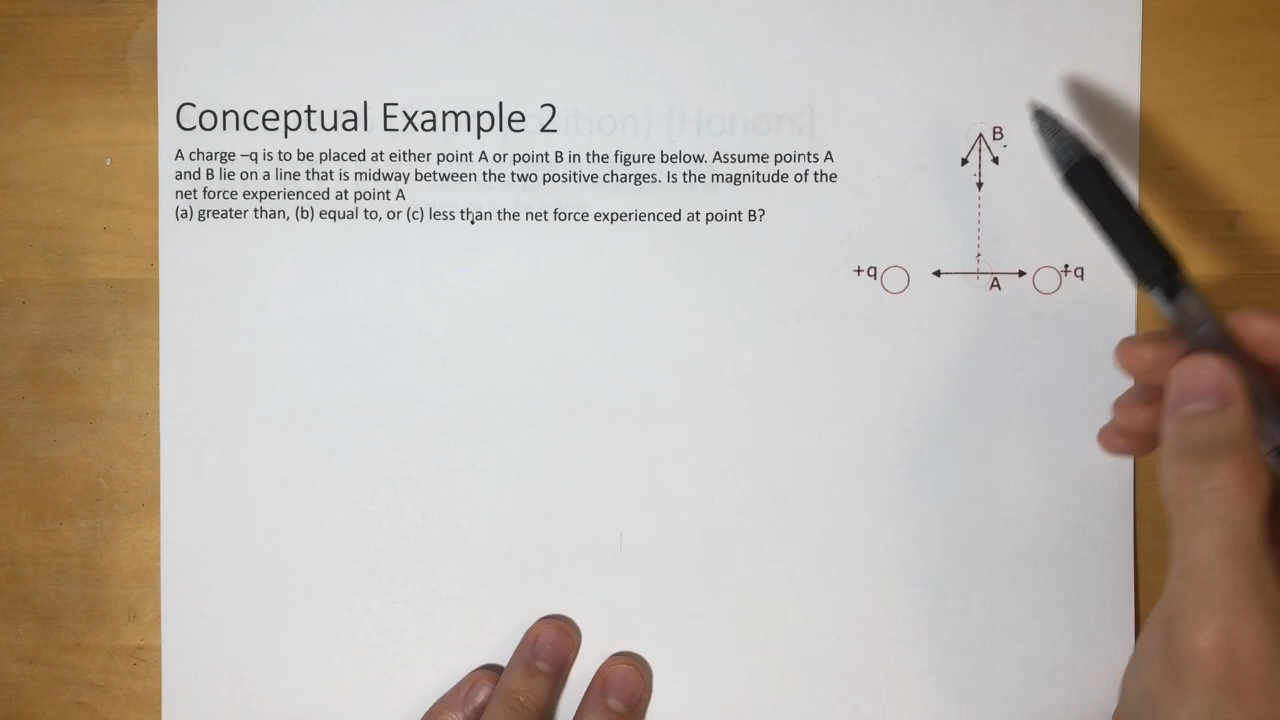 Conceptual Example 2
A charge –q is to be placed at either point A or point B in the figure below. Assume points A
and B lie on a line that is midway between the two positive charges. Is the magnitude of the
net force experienced at point A
(a) greater than, (b) equal to, or (c) less than the net force experienced at point B?
B
+q
A
+q